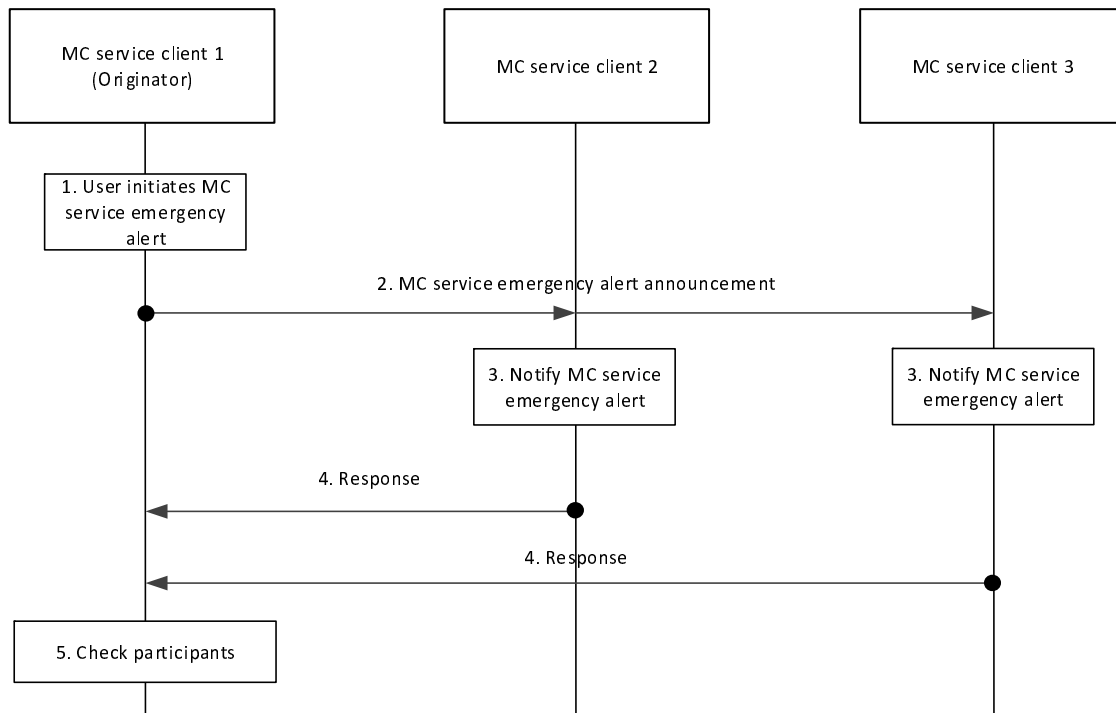 MC service client 1
(Originator)
MC service client 2
MC service client 3
1. User initiates MC
service emergency
alert
2. MC service emergency alert announcement
3. Notify MC service
emergency alert
3. Notify MC service
emergency alert
4. Response
4. Response
5. Check participants